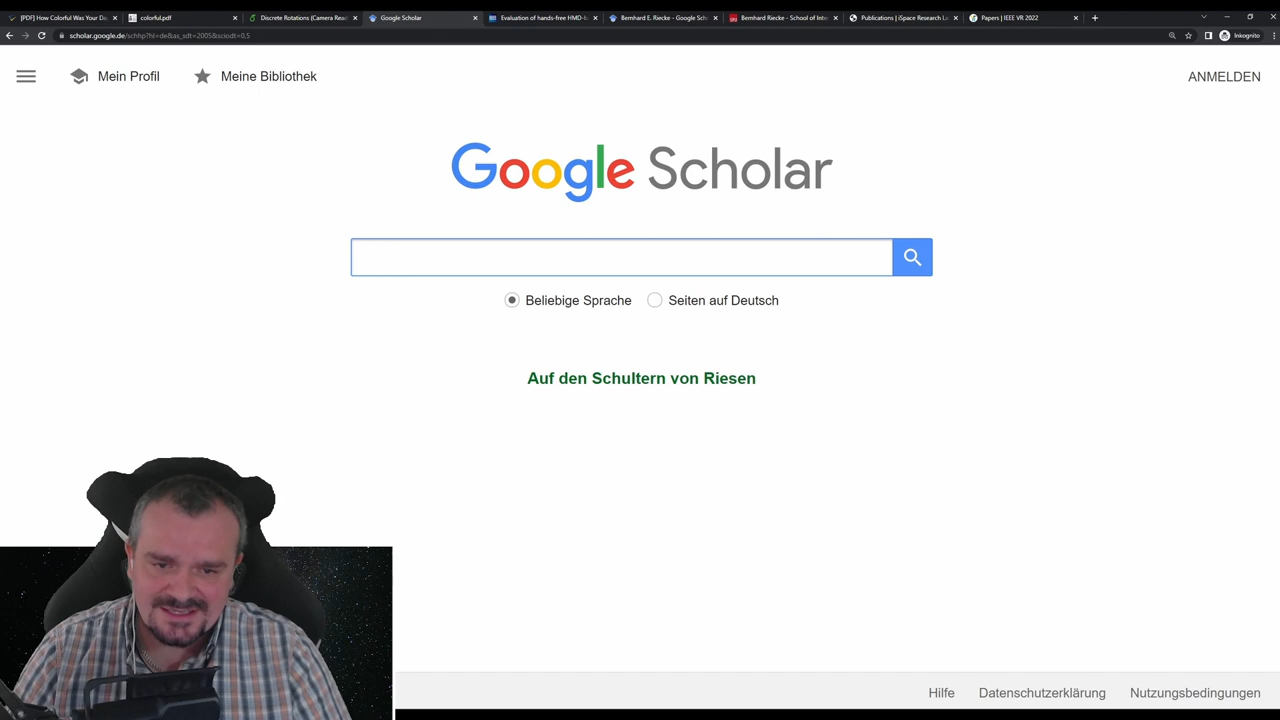 [PDF] How Colorful Was Your Da
colorful.pdf
Discrete Rotations (Camera Read
Google Scholar
Evaluation of hands-free HMD-b
Bernhard E. Riecke - Google Scho
Bernhard Riecke - School of Inter
Publications | iSpace Research La
Papers | IEEE VR 2022
scholar.google.de/schhp?hl=de&as_sdt=2005&sciodt=0,5
Inkognito
Mein Profil
Meine Bibliothek
ANMELDEN
Google Scholar
Beliebige Sprache
Seiten auf Deutsch
Auf den Schultern von Riesen
Hilfe
Datenschutzerklärung
Nutzungsbedingungen